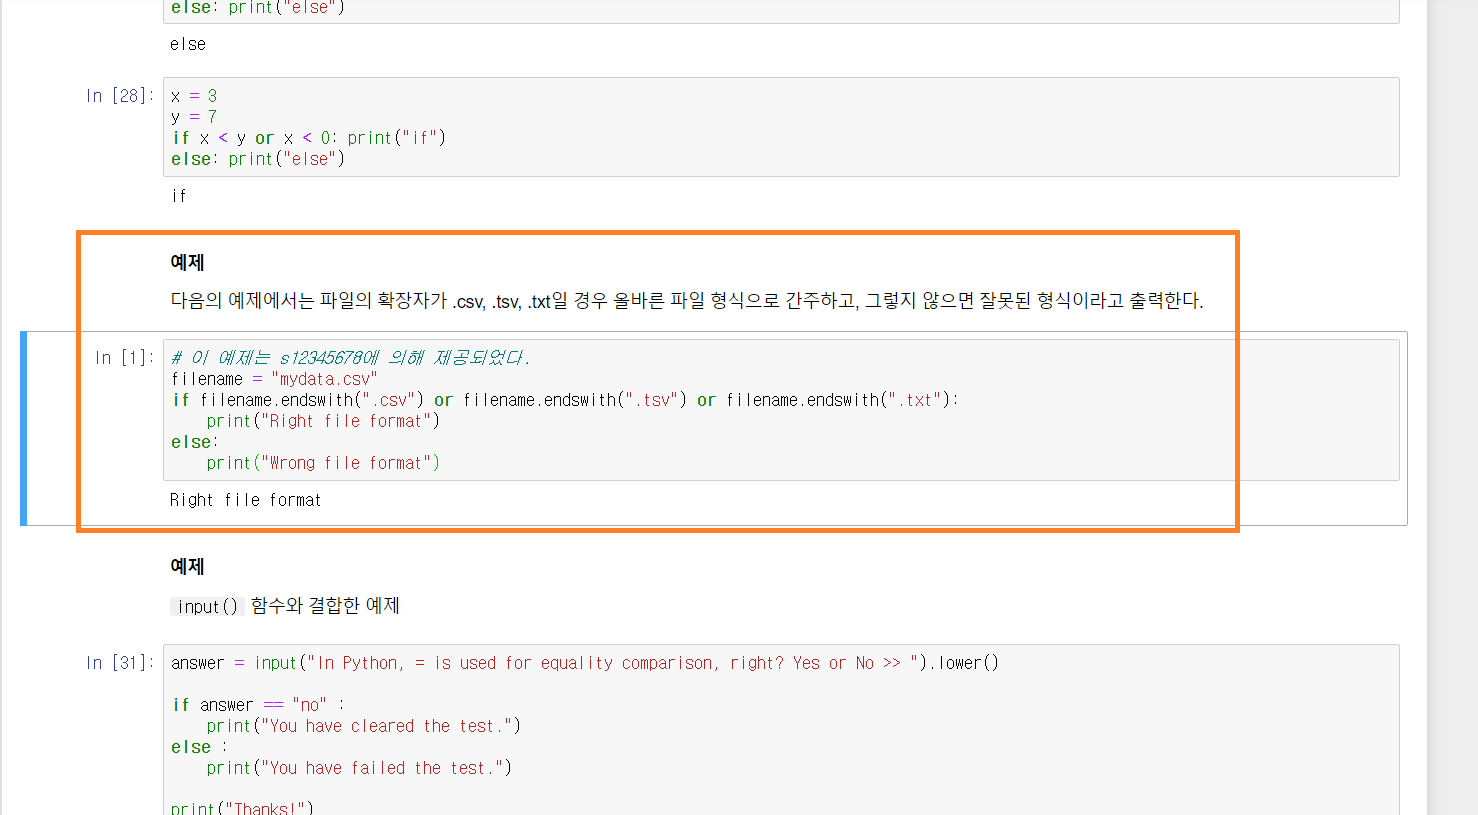 else: print("else")
else
In [28]: x = 3
y = 7
if x < y or x < 0: print("if")
else: print("else")
if
예제
다음의 예제에서는 파일의 확장자가 .csv, .tsv, .txt일 경우 올바른 파일 형식으로 간주하고, 그렇지 않으면 잘못된 형식이라고 출력한다.
In [1]: # 이 예제는 s12345678에 의해 제공되었다.
filename = "mydata.csv"
if filename.endswith(".csv") or filename.endswith(".tsv") or filename.endswith(".txt"):
    print("Right file format")
else:
    print("Wrong file format")
Right file format
예제
input() 함수와 결합한 예제
In [31]: answer = input("In Python, = is used for equality comparison, right? Yes or No >> ").lower()
if answer == "no" :
    print("You have cleared the test.")
else :
    print("You have failed the test.")
print("Thanks!")